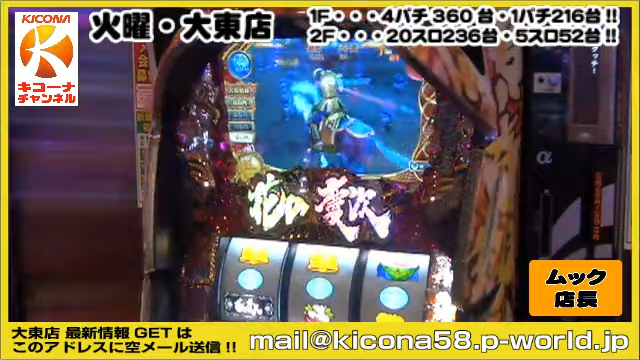 KICONA
キコーナ
チャンネル
火曜・大東店
1F・・・4パチ360台・1パチ216台!!
2F・・・20スロ236台・5スロ52台!!
α
花の慶次
ムック
店長
大東店 最新情報 GET は
このアドレスに空メール送信!!
mail@kicona58.p-world.jp